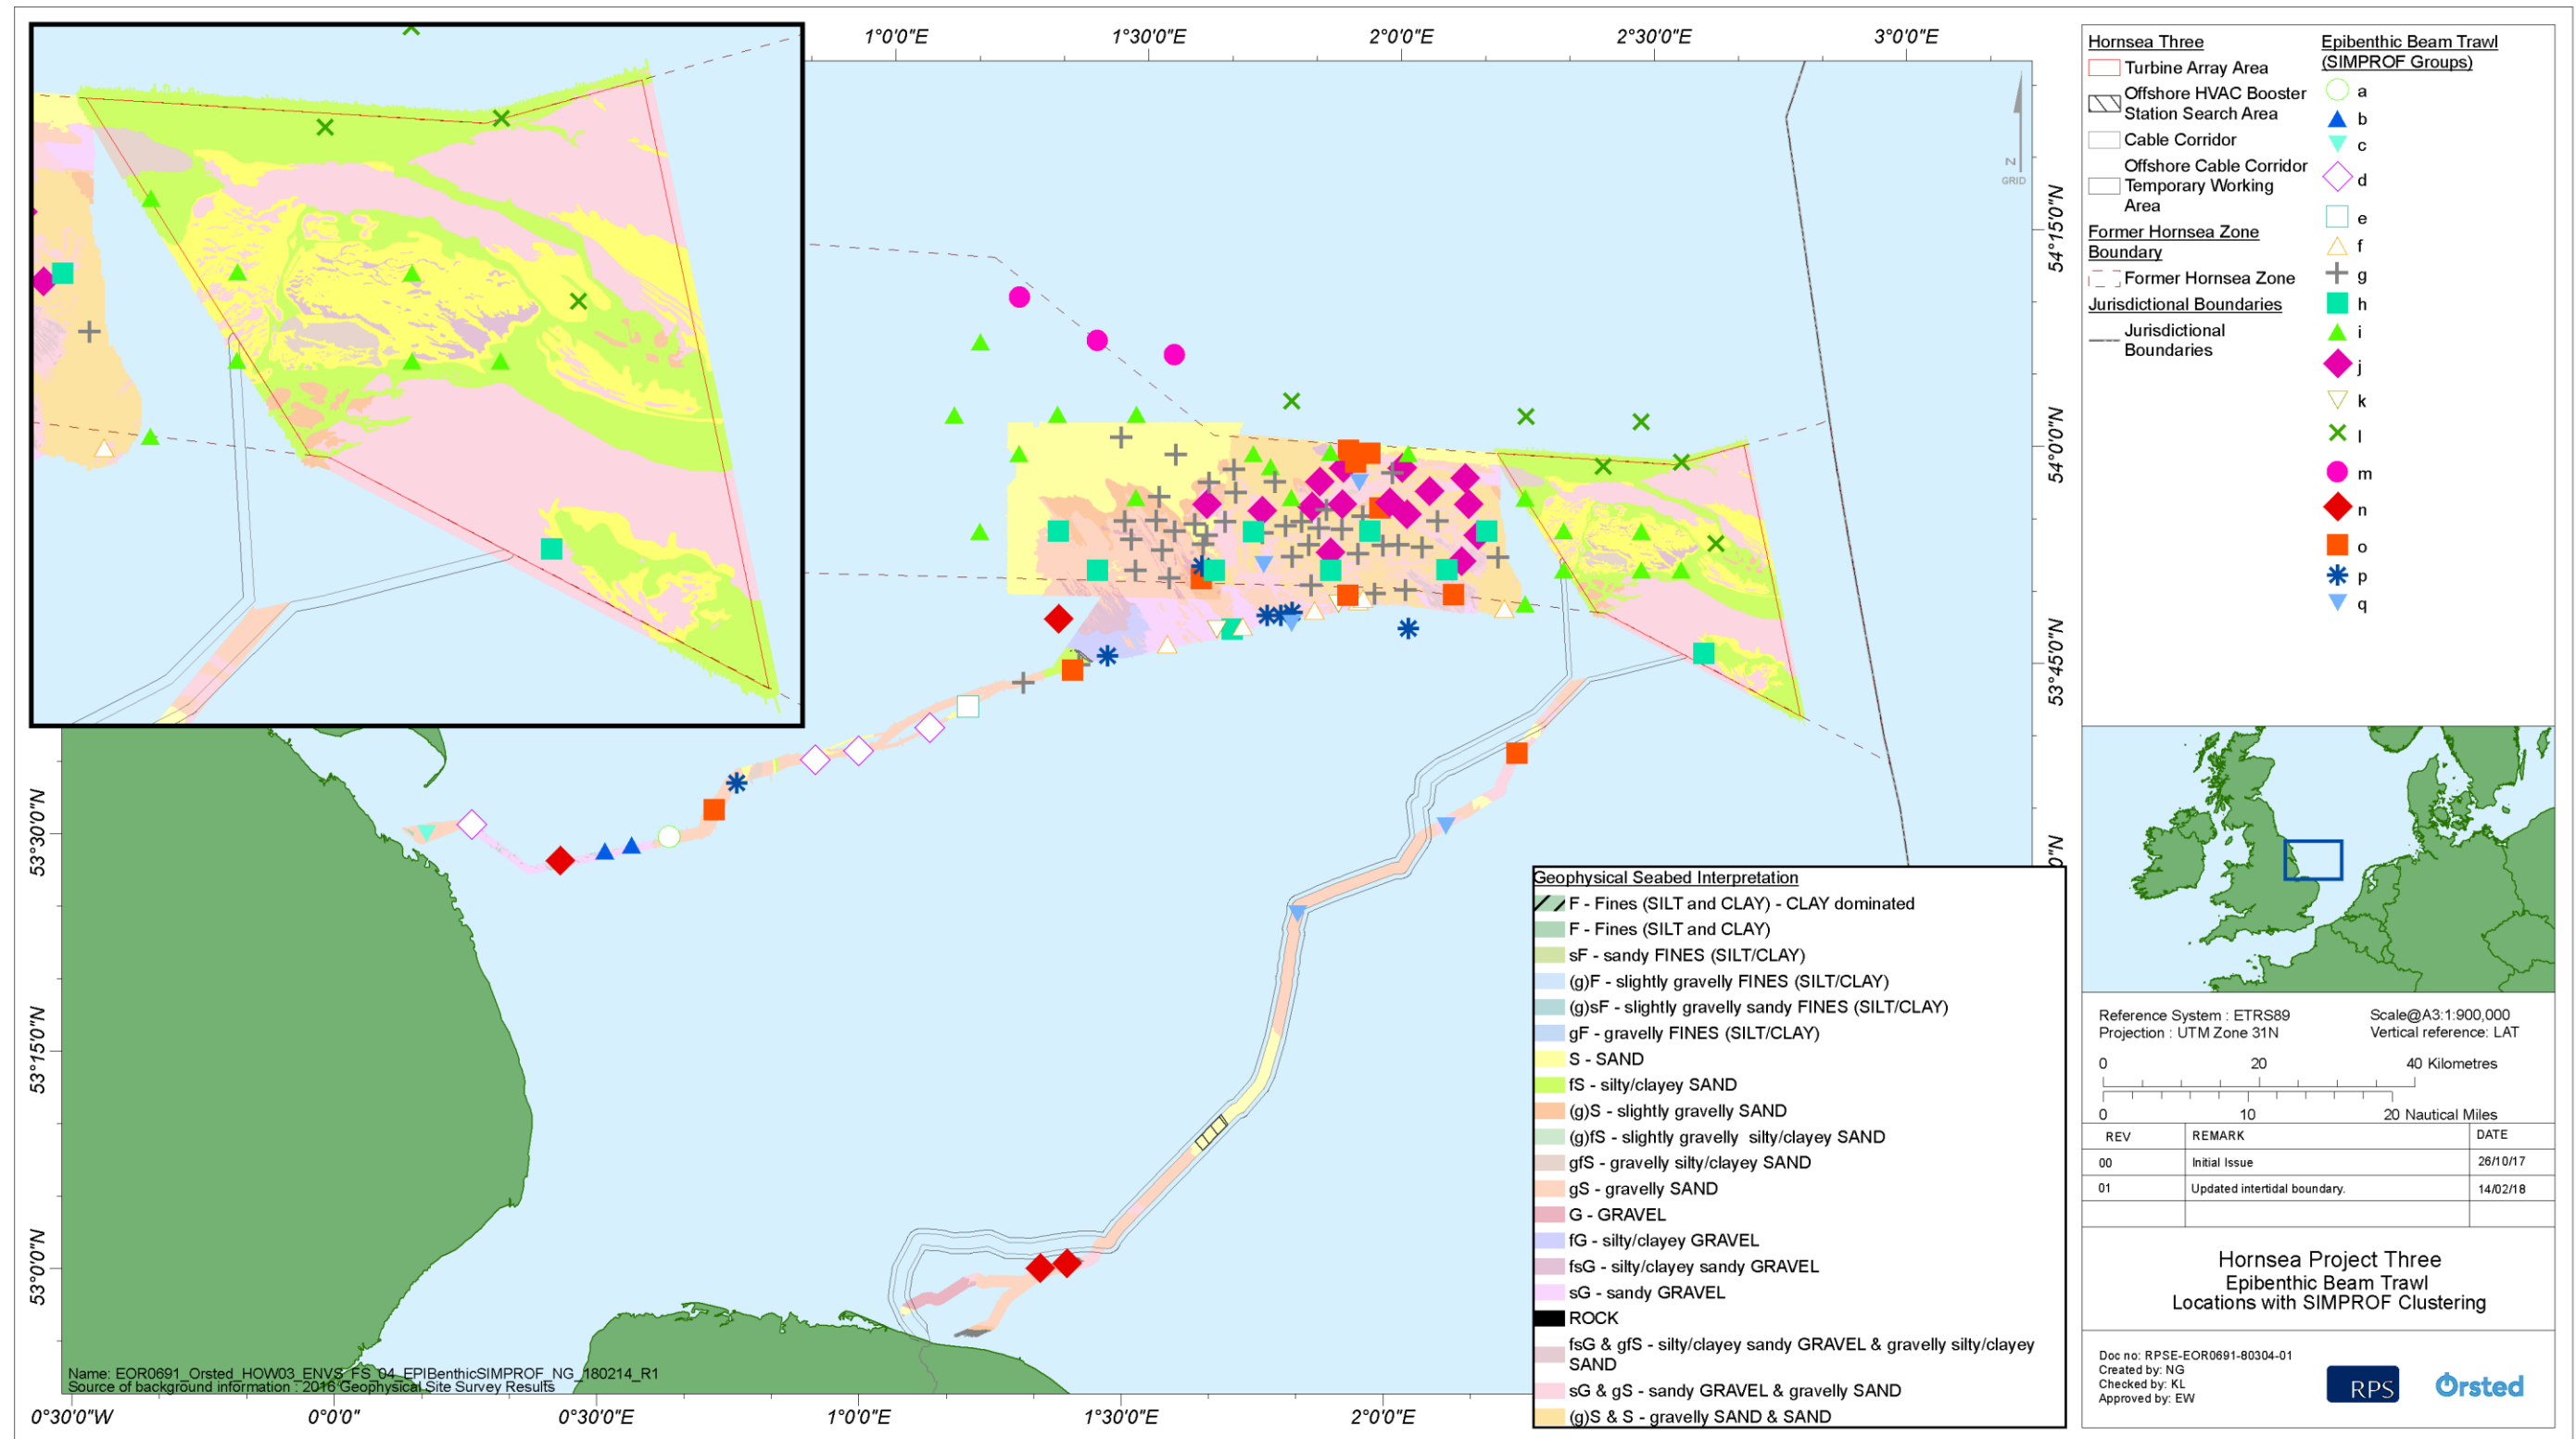 1°0'0"E
1°30'0"E
2°0'0"E
2°30'0"E
3°0'0"E
N
GRID
54°15'0"N
54°0'0"N
53°45'0"N
0"N
53°30'0"N
53°15'0"N
53°0'0"N
0°30'0"W
0°0'0"
0°30'0"E
1°0'0"E
1°30'0"E
2°0'0"E
Name: EOR0691_Orsted_HOW03_ENVS_FS_04_EPIBenthicSIMPROF_NG_180214_R1
Source of background information : 2016 Geophysical Site Survey Results
Geophysical Seabed Interpretation
F - Fines (SILT and CLAY) - CLAY dominated
F - Fines (SILT and CLAY)
sF - sandy FINES (SILT/CLAY)
(g)F - slightly gravelly FINES (SILT/CLAY)
(g)sF - slightly gravelly sandy FINES (SILT/CLAY)
gF - gravelly FINES (SILT/CLAY)
S - SAND
fS - silty/clayey SAND
(g)S - slightly gravelly SAND
(g)fS - slightly gravelly silty/clayey SAND
gfS - gravelly silty/clayey SAND
gS - gravelly SAND
G - GRAVEL
fG - silty/clayey GRAVEL
fsG - silty/clayey sandy GRAVEL
sG - sandy GRAVEL
ROCK
fsG & gfS - silty/clayey sandy GRAVEL & gravelly silty/clayey
SAND
sG & gS - sandy GRAVEL & gravelly SAND
(g)S & S - gravelly SAND & SAND
Hornsea Three
Turbine Array Area
Offshore HVAC Booster
Station Search Area
Cable Corridor
Offshore Cable Corridor
Temporary Working
Area
Former Hornsea Zone
Boundary
Former Hornsea Zone
Jurisdictional Boundaries
Jurisdictional
Boundaries
Epibenthic Beam Trawl
(SIMPROF Groups)
a
b
c
d
e
f
g
h
i
j
k
l
m
n
o
p
q
Reference System : ETRS89
Projection : UTM Zone 31N
Scale@A3:1:900,000
Vertical reference: LAT
0 20 40 Kilometres
0 10 20 Nautical Miles
REV REMARK DATE
00 Initial Issue 26/10/17
01 Updated intertidal boundary. 14/02/18
Hornsea Project Three
Epibenthic Beam Trawl
Locations with SIMPROF Clustering
Doc no: RPSE-EOR0691-80304-01
Created by: NG
Checked by: KL
Approved by: EW
RPS
Orsted